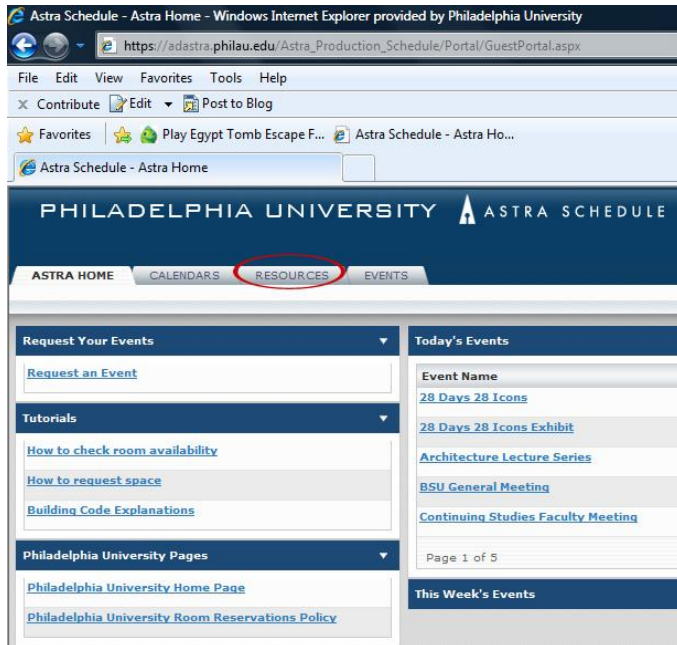 Astra Schedule - Astra Home - Windows Internet Explorer provided by Philadelphia University
https://adastra.philau.edu/Astra_Production_Schedule/Portal/GuestPortal.aspx
File Edit View Favorites Tools Help
x Contribute Edit Post to Blog
Favorites Play Egypt Tomb Escape F... Astra Schedule - Astra Ho...
Astra Schedule - Astra Home
PHILADELPHIA UNIVERSITY ASTRA SCHEDULE
ASTRA HOME CALENDARS RESOURCES EVENTS
Request Your Events
Request an Event
Tutorials
How to check room availability
How to request space
Building Code Explanations
Philadelphia University Pages
Philadelphia University Home Page
Philadelphia University Room Reservations Policy
Today's Events
Event Name
28 Days 28 Icons
28 Days 28 Icons Exhibit
Architecture Lecture Series
BSU General Meeting
Continuing Studies Faculty Meeting
Page 1 of 5
This Week's Events